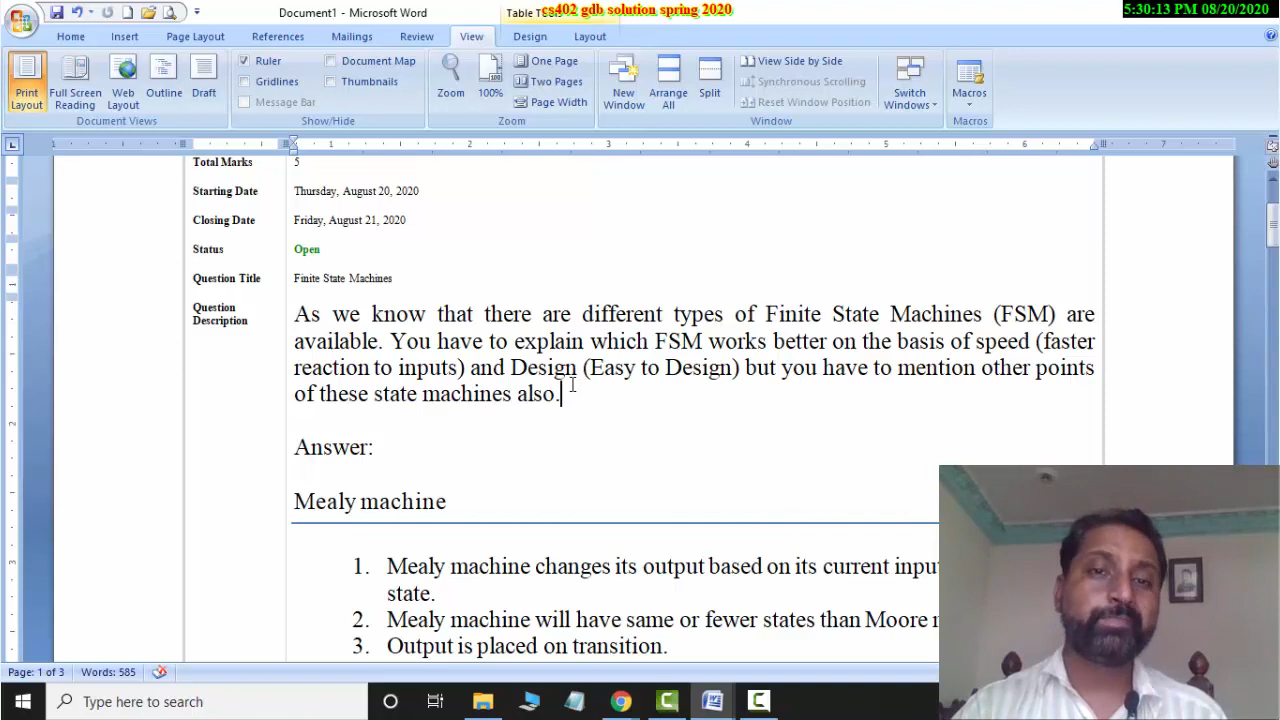 Document1 - Microsoft Word
Table T
cs402 gdb solution spring 2020
5:30:13 PM 08/20/2020
Home Insert Page Layout References Mailings Review View Design Layout
Ruler Document Map One Page View Side by Side
Gridlines Thumbnails Two Pages Synchronous Scrolling
Message Bar Page Width Reset Window Position
Print Layout Full Screen Reading Web Layout Outline Draft Zoom 100% New Window Arrange All Split Switch Windows Macros
Document Views Show/Hide Zoom Window Macros
1 1 2 3 4 5 6 7
Total Marks 5
Starting Date Thursday, August 20, 2020
Closing Date Friday, August 21, 2020
Status Open
Question Title Finite State Machines
Question Description
As we know that there are different types of Finite State Machines (FSM) are
available. You have to explain which FSM works better on the basis of speed (faster
reaction to inputs) and Design (Easy to Design) but you have to mention other points
of these state machines also.
Answer:
Mealy machine
1. Mealy machine changes its output based on its current input
state.
2. Mealy machine will have same or fewer states than Moore
3. Output is placed on transition.
Page: 1 of 3 Words: 585
Type here to search